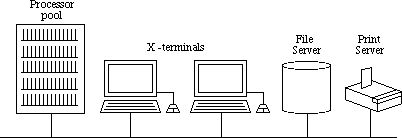 Processor
pool
X -terminals
File
Server
Print
Server